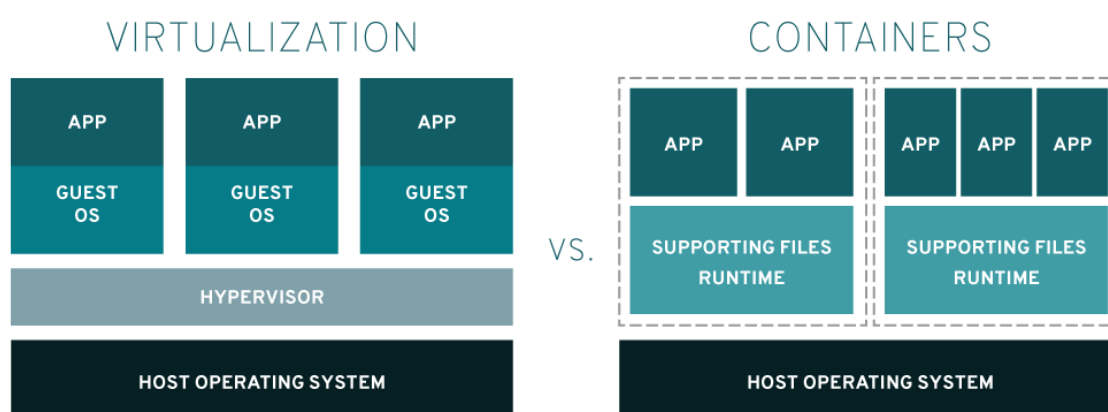 VIRTUALIZATION
APP
APP
APP
GUEST
OS
GUEST
OS
GUEST
OS
HYPERVISOR
HOST OPERATING SYSTEM
VS.
CONTAINERS
APP
APP
APP
APP
APP
SUPPORTING FILES
RUNTIME
SUPPORTING FILES
RUNTIME
HOST OPERATING SYSTEM